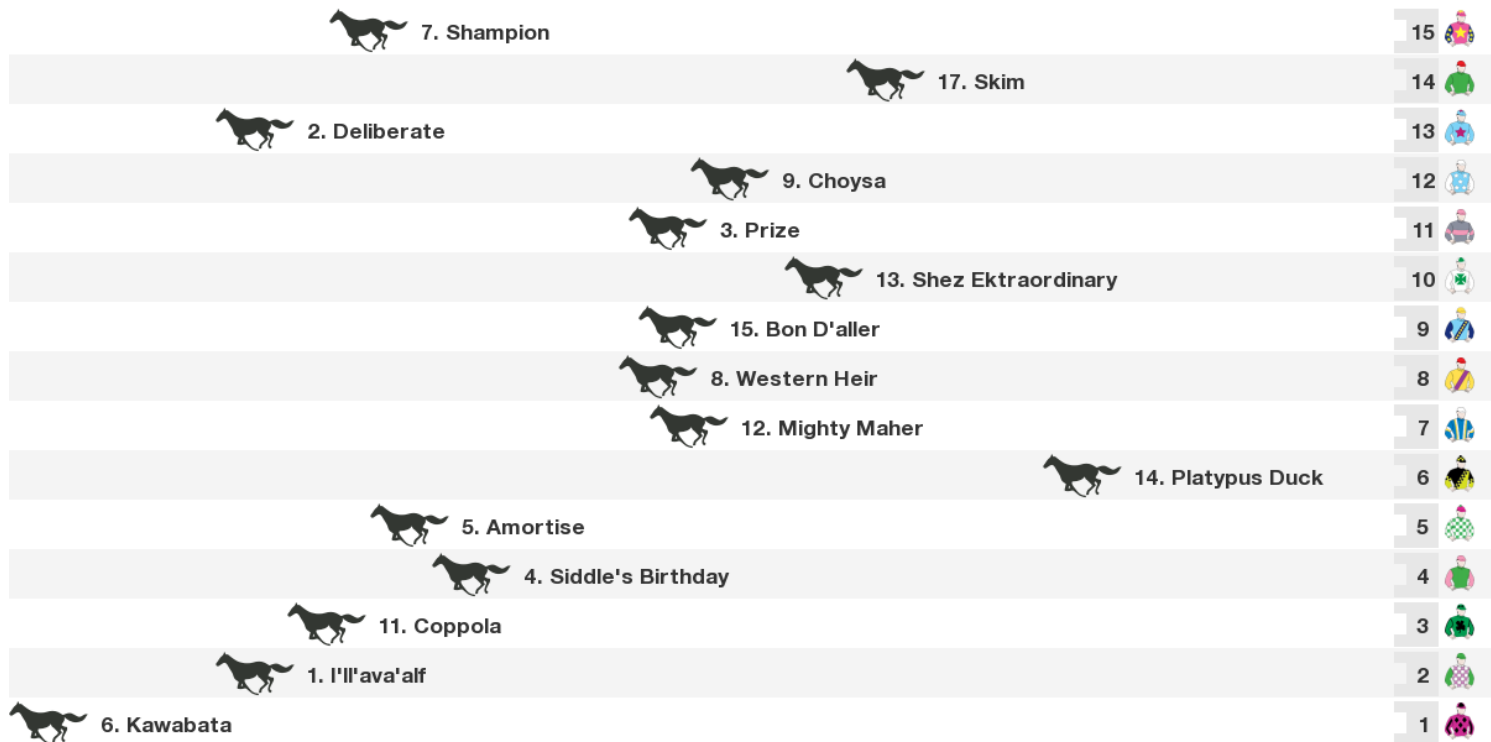 7. Shampion 15
17. Skim 14
2. Deliberate 13
9. Choysa 12
3. Prize 11
13. Shez Ektraordinary 10
15. Bon D'aller 9
8. Western Heir 8
12. Mighty Maher 7
14. Platypus Duck 6
5. Amortise 5
4. Siddle's Birthday 4
11. Coppola 3
1. I'll'ava'alf 2
6. Kawabata 1